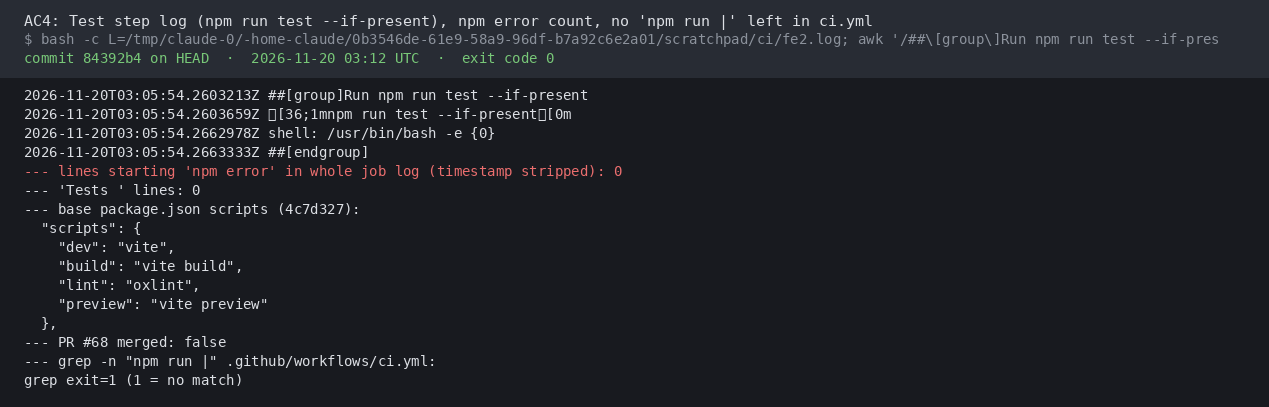 AC4: Test step log (npm run test --if-present), npm error count, no 'npm run |' left in ci.yml
$ bash -c L=/tmp/claude-0/-home-claude/0b3546de-61e9-58a9-96df-b7a92c6e2a01/scratchpad/ci/fe2.log; awk '/##\[group\]Run npm run test --if-pres
commit 84392b4 on HEAD · 2026-11-20 03:12 UTC · exit code 0
2026-11-20T03:05:54.2603213Z ##[group]Run npm run test --if-present
2026-11-20T03:05:54.2603659Z [36;1mnpm run test --if-present[0m
2026-11-20T03:05:54.2662978Z shell: /usr/bin/bash -e {0}
2026-11-20T03:05:54.2663333Z ##[endgroup]
--- lines starting 'npm error' in whole job log (timestamp stripped): 0
--- 'Tests ' lines: 0
--- base package.json scripts (4c7d327):
  "scripts": {
    "dev": "vite",
    "build": "vite build",
    "lint": "oxlint",
    "preview": "vite preview"
  },
--- PR #68 merged: false
--- grep -n "npm run |" .github/workflows/ci.yml:
grep exit=1 (1 = no match)